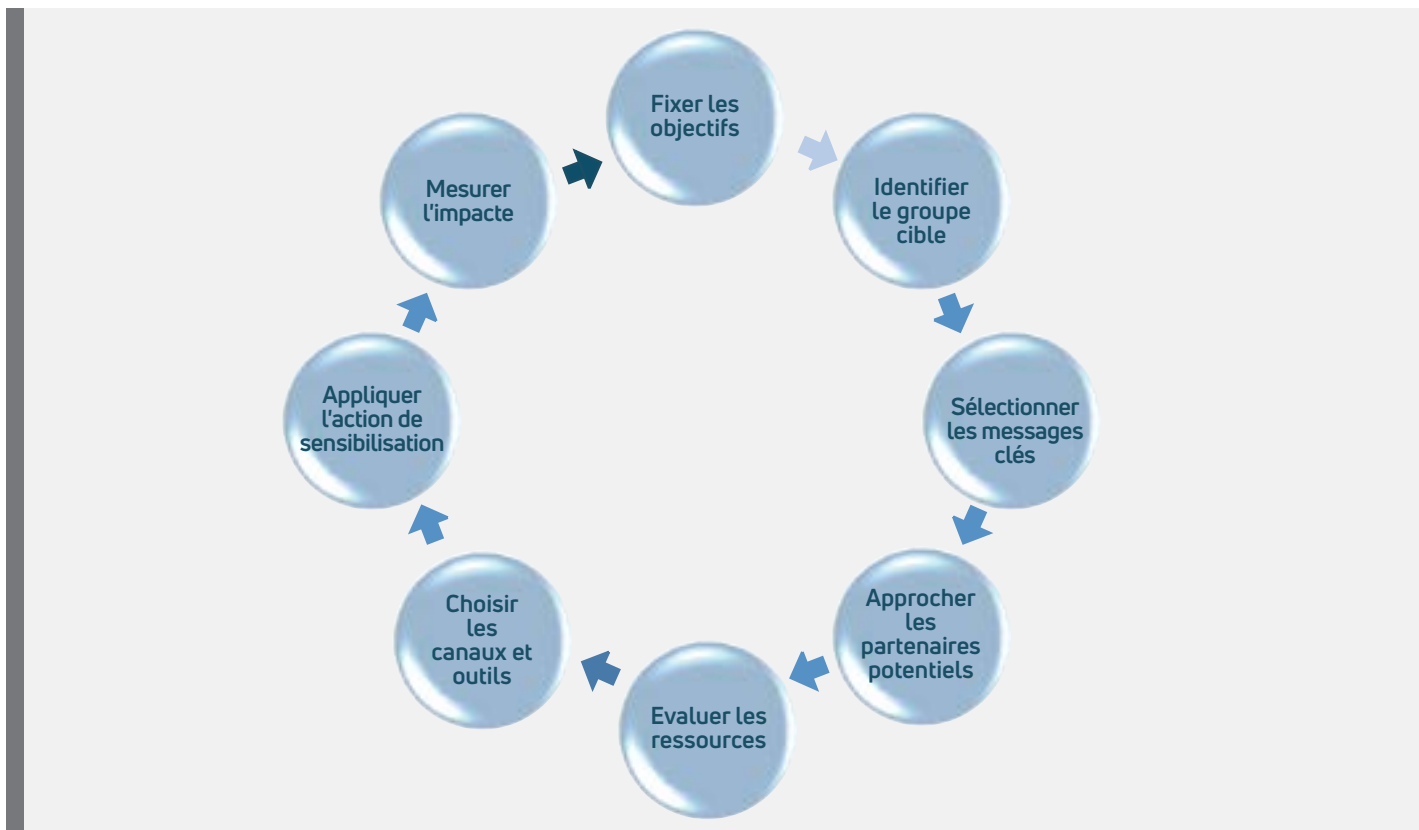 Fixer les
objectifs
Identifier
le groupe
cible
Sélectionner
les messages
clés
Approcher
les
partenaires
potentiels
Evaluer les
ressources
Choisir
les
canaux et
outils
Appliquer
l'action de
sensibilisation
Mesurer
l'impacte